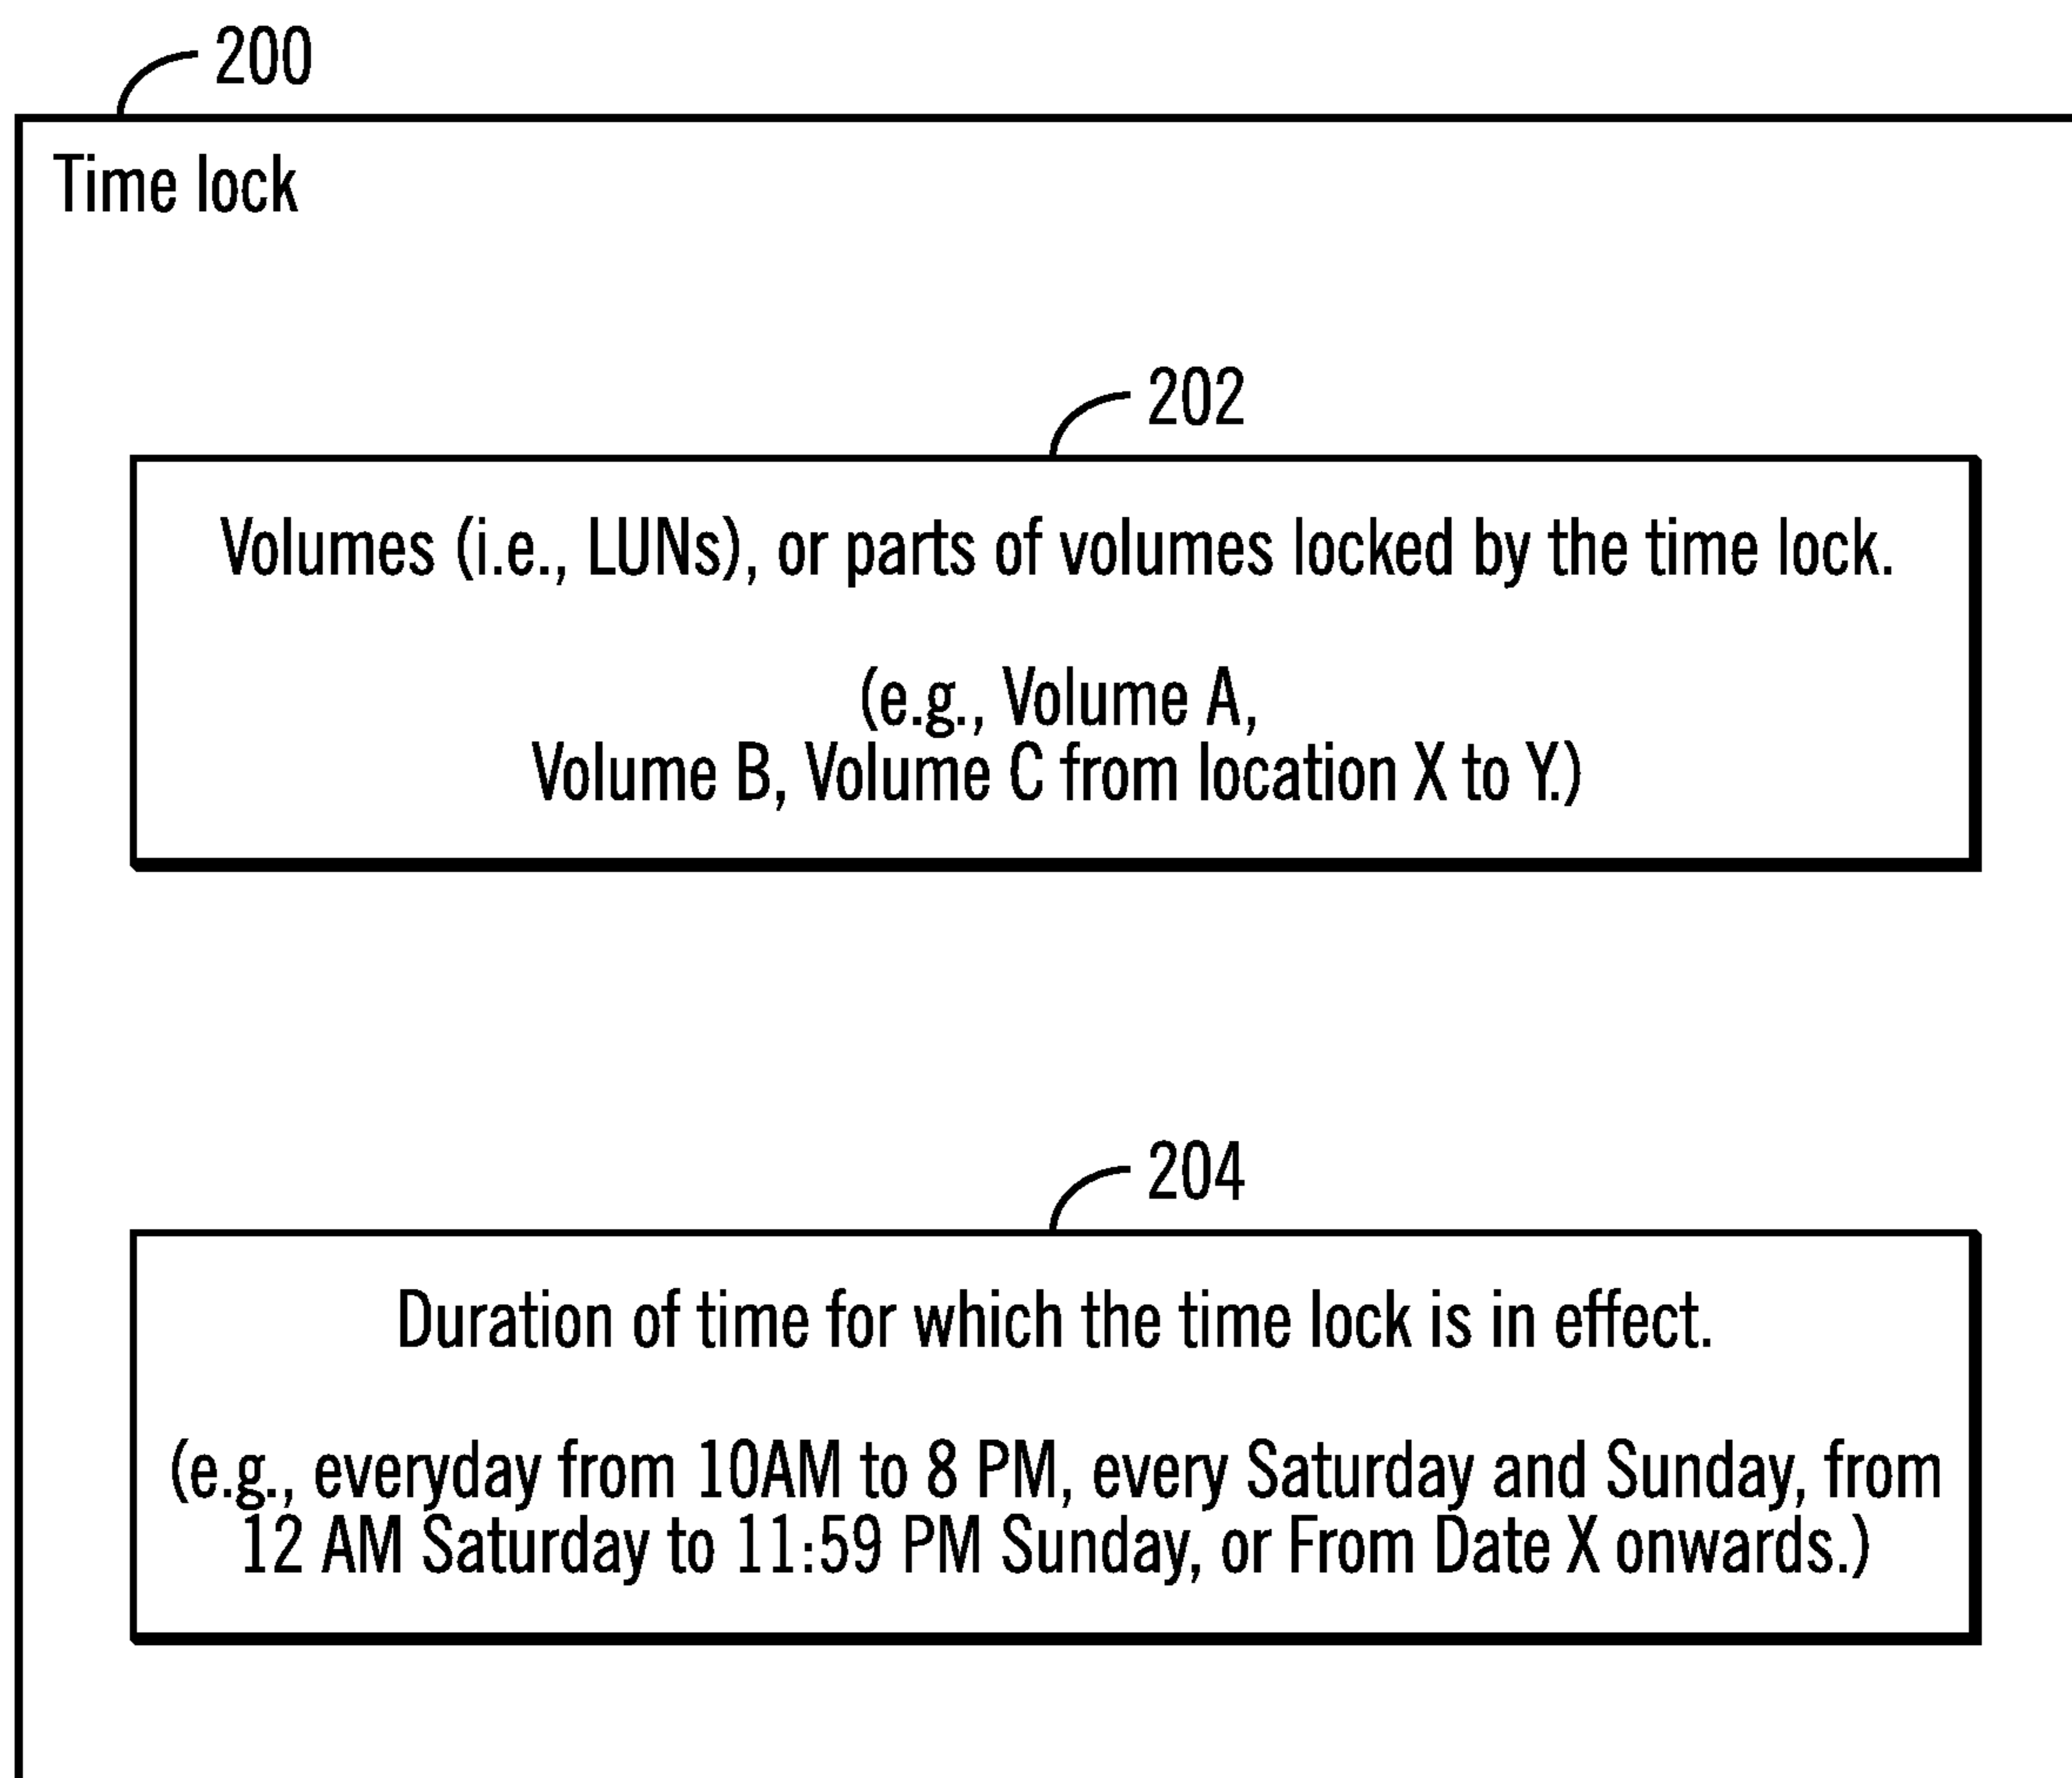 200
Time lock
202
Volumes (i.e., LUNs), or parts of volumes locked by the time lock.
(e.g., Volume A,
Volume B, Volume C from location X to Y.)
204
Duration of time for which the time lock is in effect.
(e.g., everyday from 10AM to 8 PM, every Saturday and Sunday, from
12 AM Saturday to 11:59 PM Sunday, or From Date X onwards.)